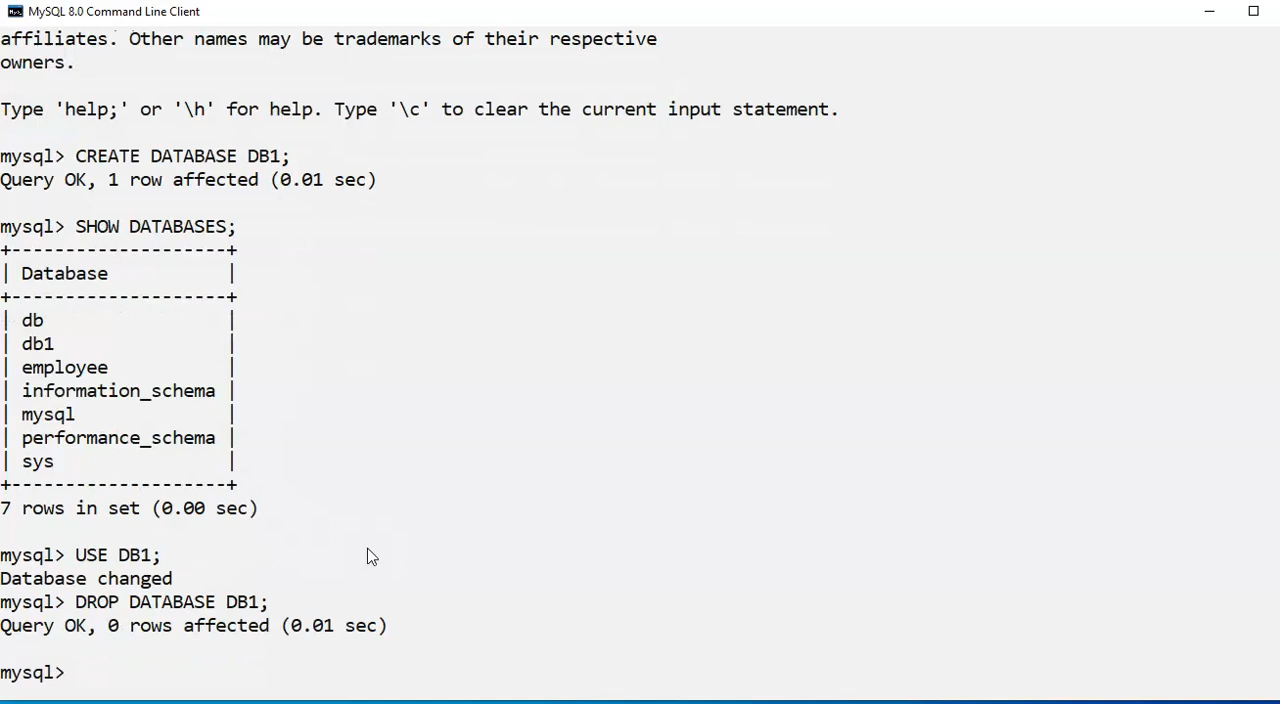 MySQL 8.0 Command Line Client
affiliates. Other names may be trademarks of their respective
owners.
Type 'help;' or '\h' for help. Type '\c' to clear the current input statement.
mysql> CREATE DATABASE DB1;
Query OK, 1 row affected (0.01 sec)
mysql> SHOW DATABASES;
+--------------------+
| Database           |
+--------------------+
| db                 |
| db1                |
| employee           |
| information_schema |
| mysql              |
| performance_schema |
| sys                |
+--------------------+
7 rows in set (0.00 sec)
mysql> USE DB1;
Database changed
mysql> DROP DATABASE DB1;
Query OK, 0 rows affected (0.01 sec)
mysql>